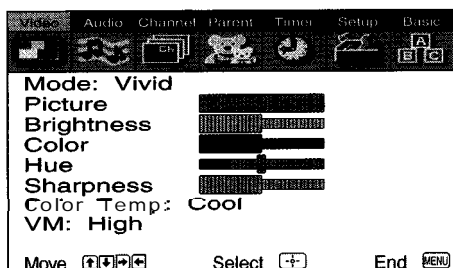 Video Audio Channel Parent Timer Setup Basic
Ch
A
B C
Mode: Vivid
Picture
Brightness
Color
Hue
Sharpness
Color Temp: Cool
VM: High
Move Select End MENU